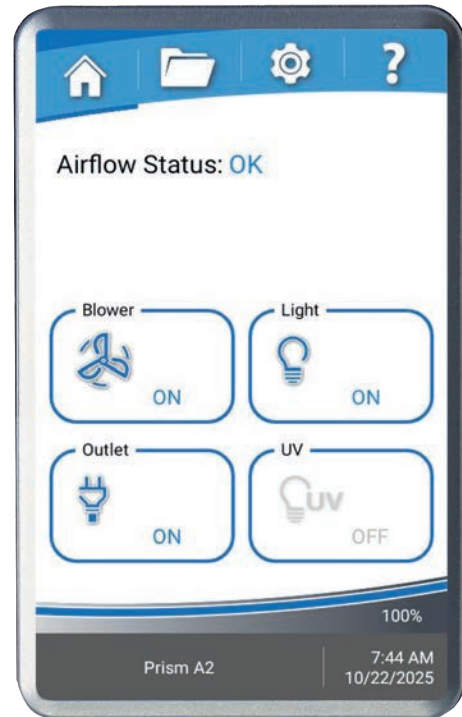 ?
Airflow Status: OK
Blower
ON
Light
ON
Outlet
ON
UV
UV
OFF
100%
Prism A2
7:44 AM
10/22/2025